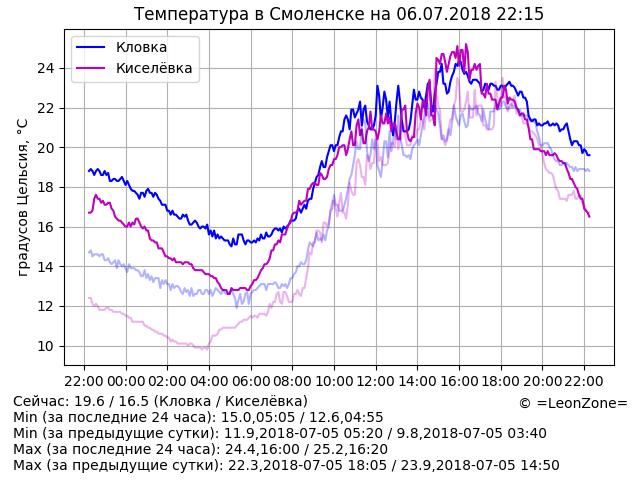 Температура в Смоленске на 06.07.2018 22:15
Кловка
Киселёвка
градусов Цельсия, °C
24
22
20
18
16
14
12
10
22:00 00:00 02:00 04:00 06:00 08:00 10:00 12:00 14:00 16:00 18:00 20:00 22:00
Сейчас: 19.6 / 16.5 (Кловка / Киселёвка)
© =LeonZone=
Min (за последние 24 часа): 15.0,05:05 / 12.6,04:55
Min (за предыдущие сутки): 11.9,2018-07-05 05:20 / 9.8,2018-07-05 03:40
Max (за последние 24 часа): 24.4,16:00 / 25.2,16:20
Max (за предыдущие сутки): 22.3,2018-07-05 18:05 / 23.9,2018-07-05 14:50